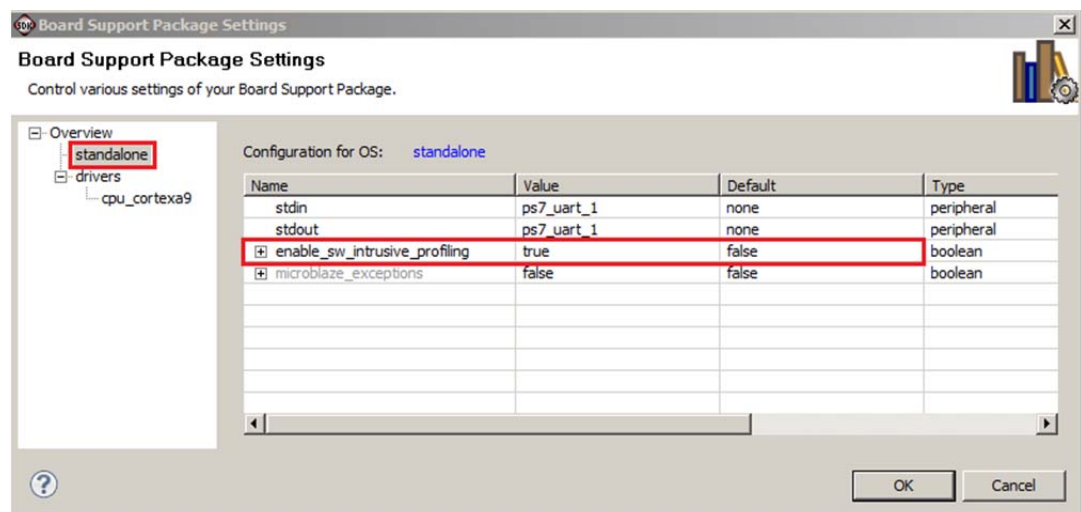 SDK Board Support Package Settings
Board Support Package Settings
Control various settings of your Board Support Package.
Overview
standalone
drivers
cpu_cortexa9
Configuration for OS: standalone
Name Value Default Type
stdin ps7_uart_1 none peripheral
stdout ps7_uart_1 none peripheral
enable_sw_intrusive_profiling true false boolean
microblaze_exceptions false false boolean
OK Cancel